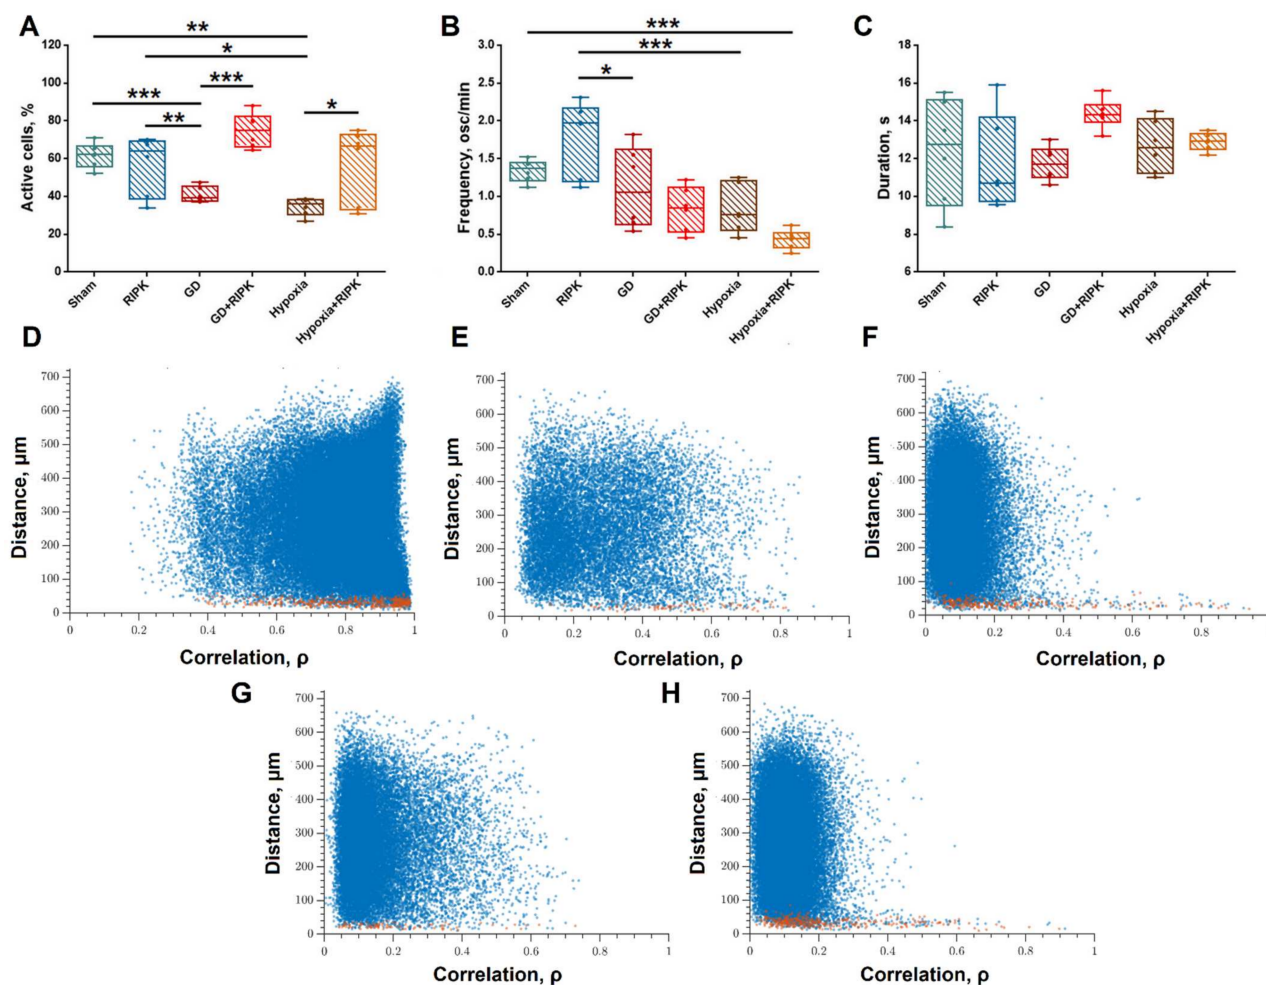 A
B
C
**
*
***
***
**
*
120
100
80
60
40
20
0
Active cells, %
Sham
RIPK
GD
GD+RIPK
Hypoxia
Hypoxia+RIPK
***
***
*
3.0
2.5
2.0
1.5
1.0
0.5
0.0
Frequency, osc/min
Sham
RIPK
GD
GD+RIPK
Hypoxia
Hypoxia+RIPK
18
16
14
12
10
8
6
Duration, s
Sham
RIPK
GD
GD+RIPK
Hypoxia
Hypoxia+RIPK
D
700
600
500
400
300
200
100
0
Distance, µm
0 0.2 0.4 0.6 0.8 1
Correlation, ρ
E
700
600
500
400
300
200
100
0
Distance, µm
0 0.2 0.4 0.6 0.8 1
Correlation, ρ
F
700
600
500
400
300
200
100
0
Distance, µm
0 0.2 0.4 0.6 0.8
Correlation, ρ
G
700
600
500
400
300
200
100
0
Distance, µm
0 0.2 0.4 0.6 0.8 1
Correlation, ρ
H
700
600
500
400
300
200
100
0
Distance, µm
0 0.2 0.4 0.6 0.8 1
Correlation, ρ